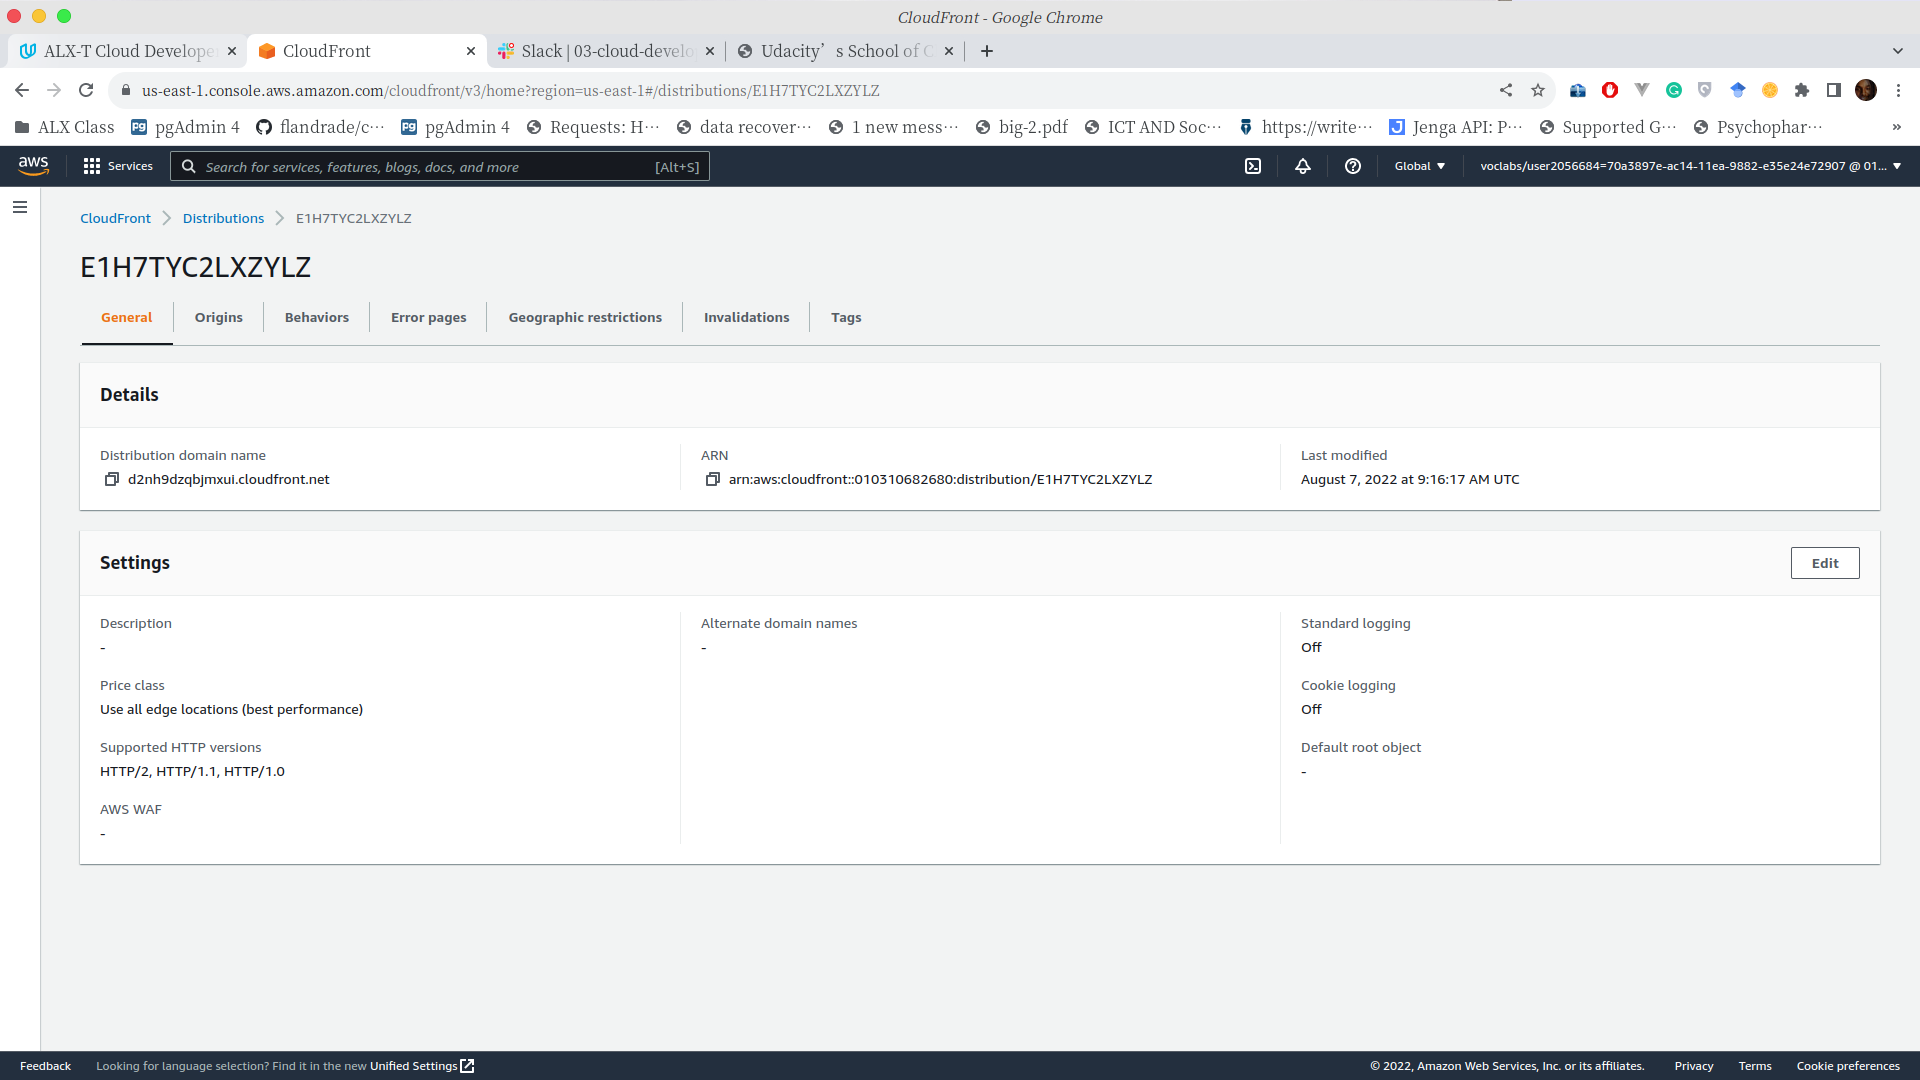 CloudFront - Google Chrome
ALX-T Cloud Develope
CloudFront
Slack | 03-cloud-develo
Udacity’s School of C
us-east-1.console.aws.amazon.com/cloudfront/v3/home?region=us-east-1#/distributions/E1H7TYC2LXZYLZ
ALX Class
pgAdmin 4
flandrade/c···
pgAdmin 4
Requests: H···
data recover···
1 new mess···
big-2.pdf
ICT AND Soc···
https://write···
Jenga API: P···
Supported G···
Psychophar···
»
aws
Services
Search for services, features, blogs, docs, and more
[Alt+S]
Global
voclabs/user2056684=70a3897e-ac14-11ea-9882-e35e24e72907 @ 01...
CloudFront
Distributions
E1H7TYC2LXZYLZ
E1H7TYC2LXZYLZ
General
Origins
Behaviors
Error pages
Geographic restrictions
Invalidations
Tags
Details
Distribution domain name
d2nh9dzqbjmxui.cloudfront.net
ARN
arn:aws:cloudfront::010310682680:distribution/E1H7TYC2LXZYLZ
Last modified
August 7, 2022 at 9:16:17 AM UTC
Settings
Edit
Description
-
Price class
Use all edge locations (best performance)
Supported HTTP versions
HTTP/2, HTTP/1.1, HTTP/1.0
AWS WAF
-
Alternate domain names
-
Standard logging
Off
Cookie logging
Off
Default root object
-
Feedback
Looking for language selection? Find it in the new Unified Settings
© 2022, Amazon Web Services, Inc. or its affiliates.
Privacy
Terms
Cookie preferences